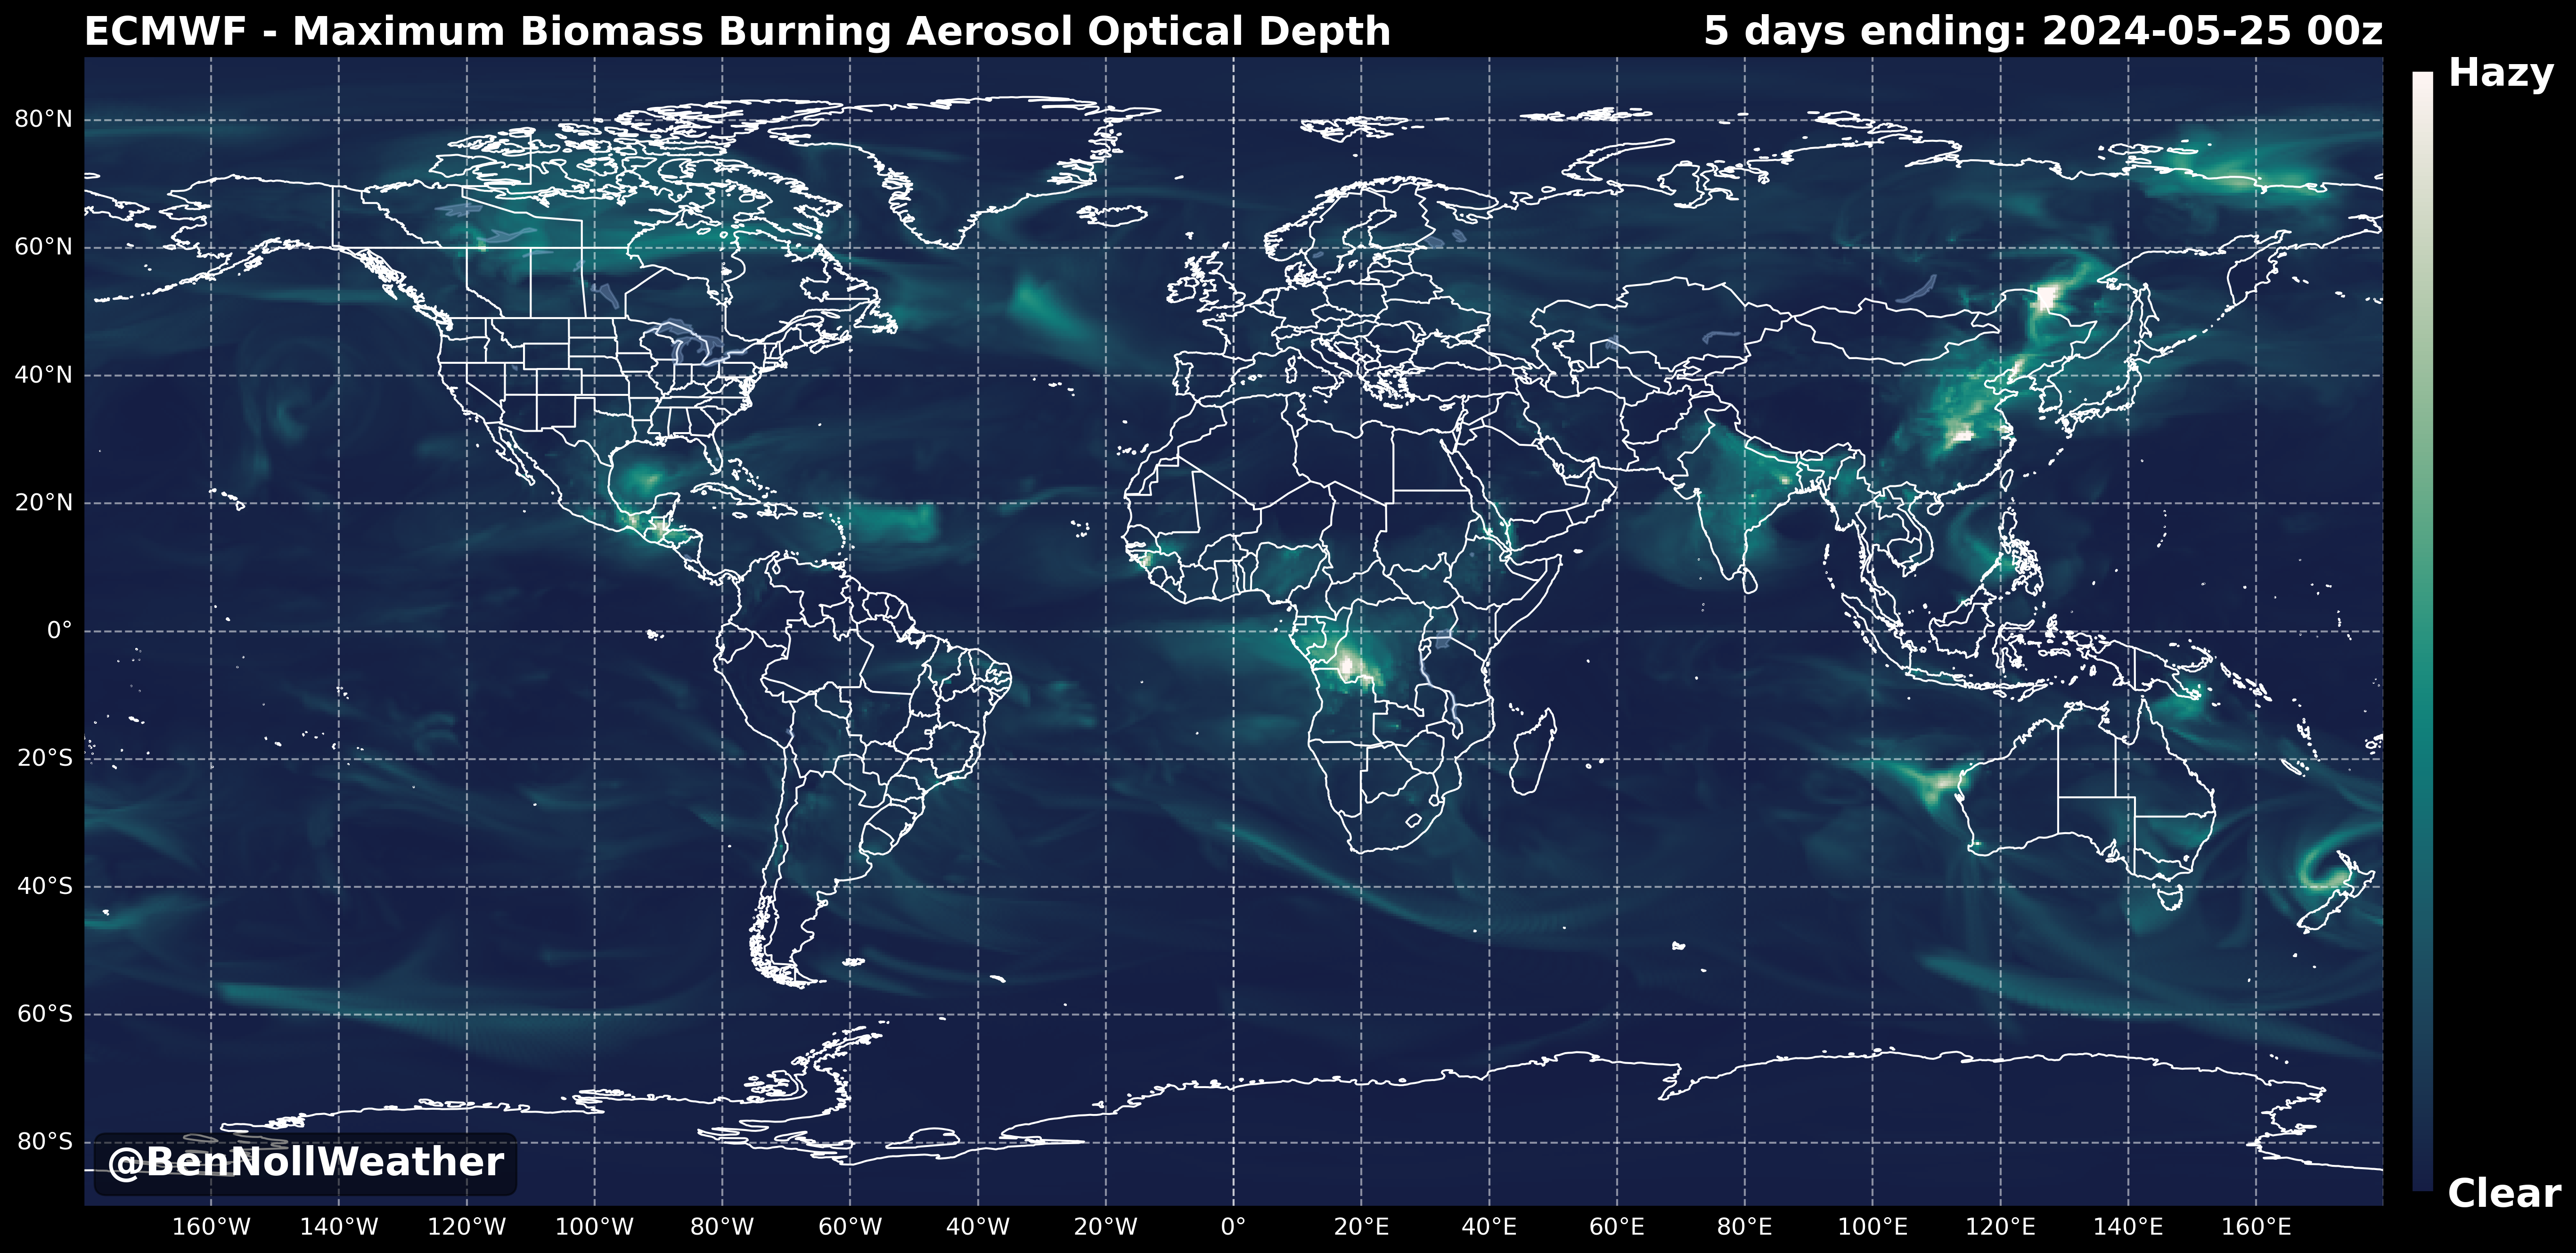 ECMWF - Maximum Biomass Burning Aerosol Optical Depth
5 days ending: 2024-05-25 00z
Hazy
80°N
60°N
40°N
20°N
0°
20°S
40°S
60°S
80°S
@BenNollWeather
Clear
160°W 140°W 120°W 100°W 80°W 60°W 40°W 20°W 0° 20°E 40°E 60°E 80°E 100°E 120°E 140°E 160°E